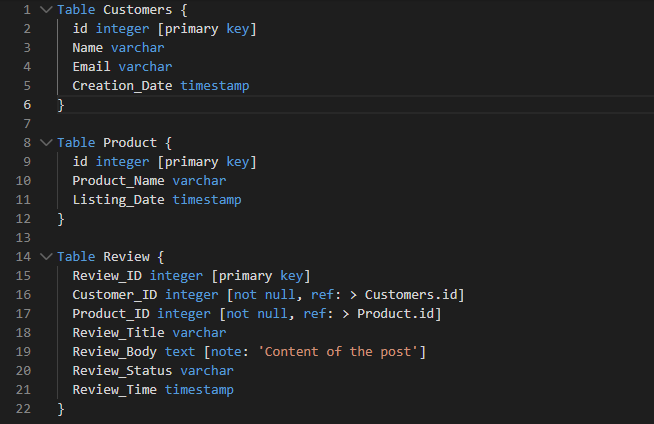 1 Table Customers {
2 id integer [primary key]
3 Name varchar
4 Email varchar
5 Creation_Date timestamp
6 }
7
8 Table Product {
9 id integer [primary key]
10 Product_Name varchar
11 Listing_Date timestamp
12 }
13
14 Table Review {
15 Review_ID integer [primary key]
16 Customer_ID integer [not null, ref: > Customers.id]
17 Product_ID integer [not null, ref: > Product.id]
18 Review_Title varchar
19 Review_Body text [note: 'Content of the post']
20 Review_Status varchar
21 Review_Time timestamp
22 }